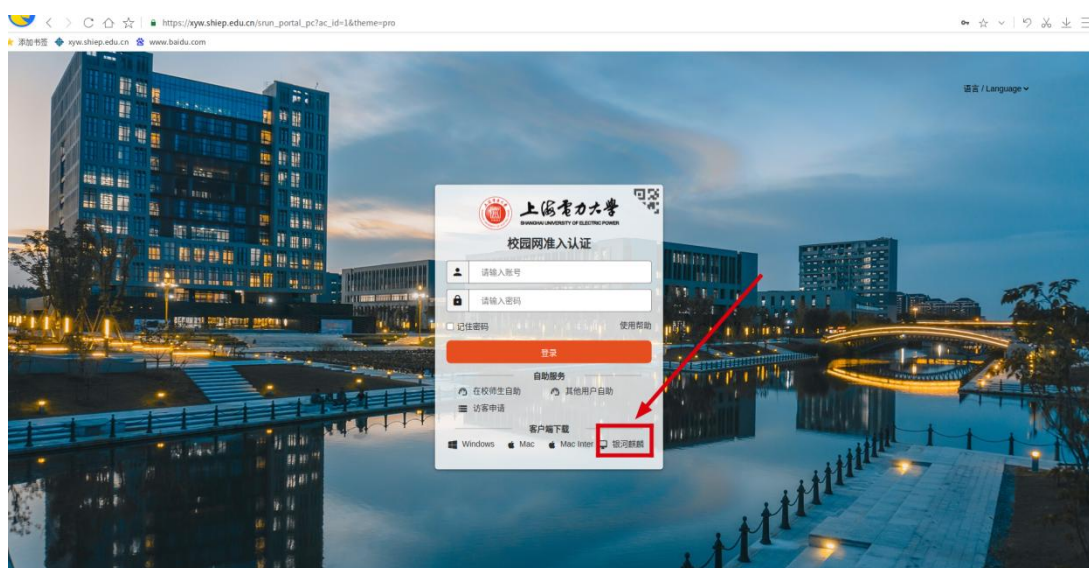 https://xyw.shiep.edu.cn/srun_portal_pc?ac_id=1&theme=pro
添加书签 xyw.shiep.edu.cn www.baidu.com
语言 / Language
上海电力大学
SHANGHAI UNIVERSITY OF ELECTRIC POWER
校园网准入认证
请输入账号
请输入密码
记住密码 使用帮助
登录
自助服务
在校师生自助 其他用户自助
访客申请
客户端下载
Windows Mac Mac Inter 银河麒麟